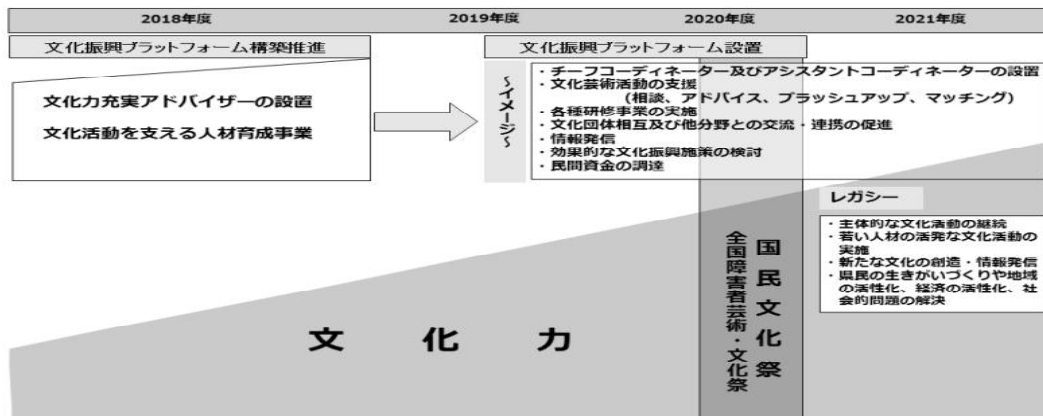 2018年度
2019年度
2020年度
2021年度
文化振興プラットフォーム構築推進
文化力充実アドバイザーの設置
文化活動を支える人材育成事業
文化振興プラットフォーム設置
～イメージ～
・チーフコーディネーター及びアシスタントコーディネーターの設置
・文化芸術活動の支援
（相談、アドバイス、ブラッシュアップ、マッチング）
・各種研修事業の実施
・文化団体相互及び他分野との交流・連携の促進
・情報発信
・効果的な文化振興施策の検討
・民間資金の調達
国民文化祭
全国障害者芸術・文化祭
レガシー
・主体的な文化活動の継続
・若い人材の活発な文化活動の
実施
・新たな文化の創造・情報発信
・県民の生きがいづくりや地域
の活性化、経済の活性化、社
会的問題の解決
文化力